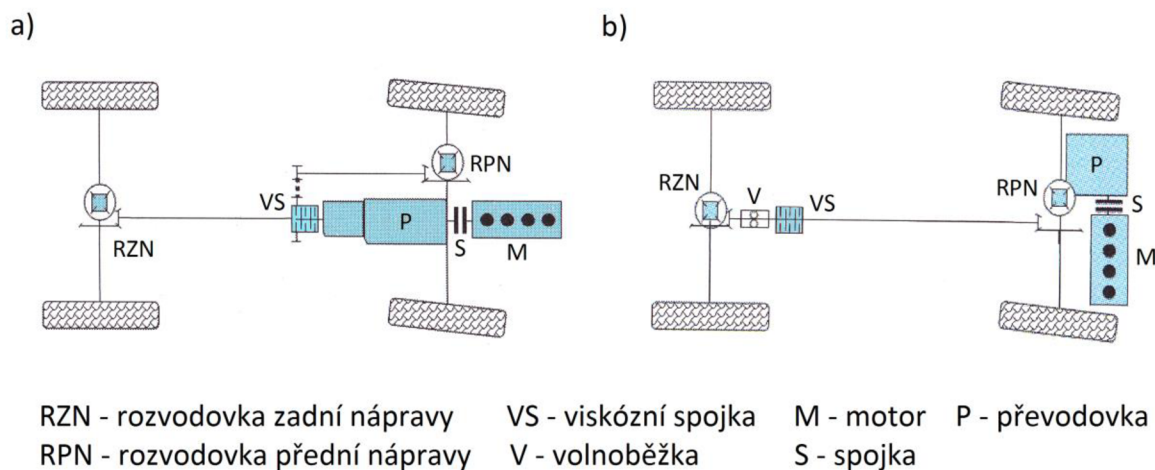 a)
b)
RPN
VS
P
S
M
RZN
RZN
V
VS
RPN
P
S
M
RZN - rozvodovka zadní nápravy VS - viskózní spojka M - motor P - převodovka
RPN - rozvodovka přední nápravy V - volnoběžka S - spojka